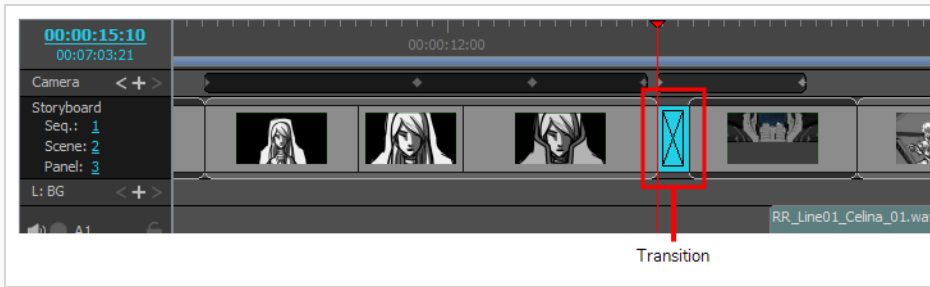 00:00:15:10
00:07:03:21
00:00:12:00
Camera
Storyboard
Seq.: 1
Scene: 2
Panel: 3
L: BG
A1
RR_Line01_Celina_01.wa
Transition